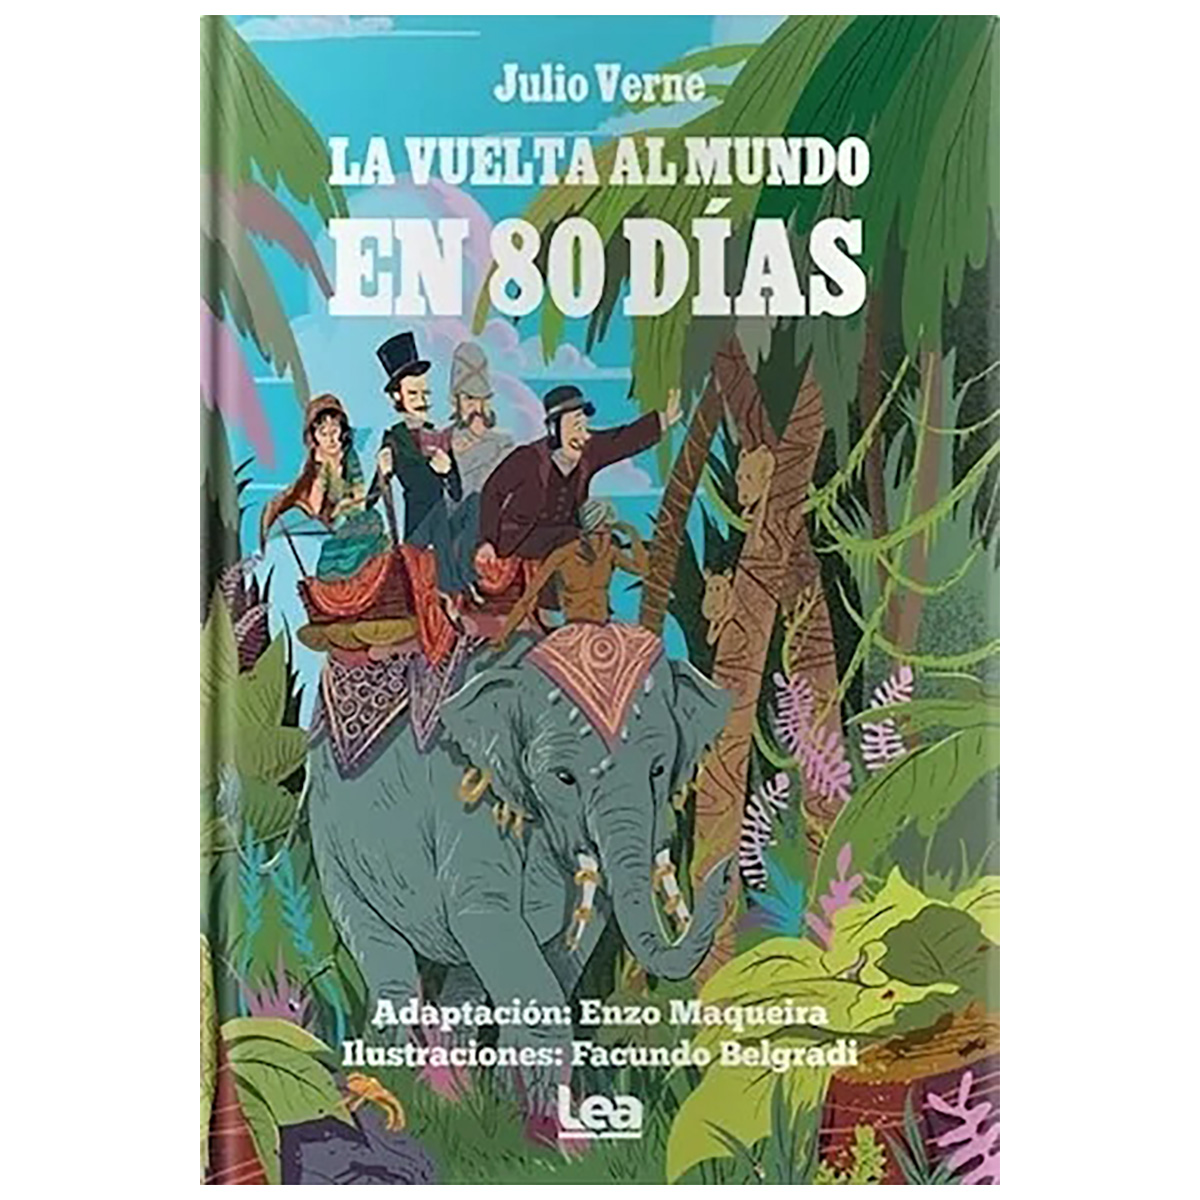 Julio Verne
LA VUELTA AL MUNDO
EN 80 DÍAS
Adaptación: Enzo Maqueira
Ilustraciones: Facundo Belgradi
Lea